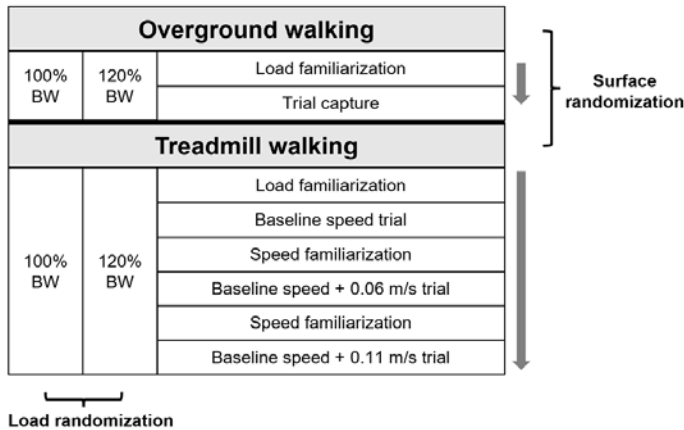 Overground walking
100%
BW
120%
BW
Load familiarization
Trial capture
Surface
randomization
Treadmill walking
100%
BW
120%
BW
Load familiarization
Baseline speed trial
Speed familiarization
Baseline speed + 0.06 m/s trial
Speed familiarization
Baseline speed + 0.11 m/s trial
Load randomization